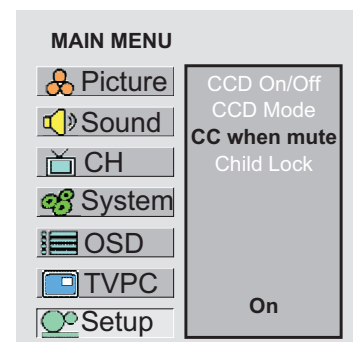 MAIN MENU
Picture
Sound
CH
System
OSD
TVPC
Setup
CCD On/Off
CCD Mode
CC when mute
Child Lock
On